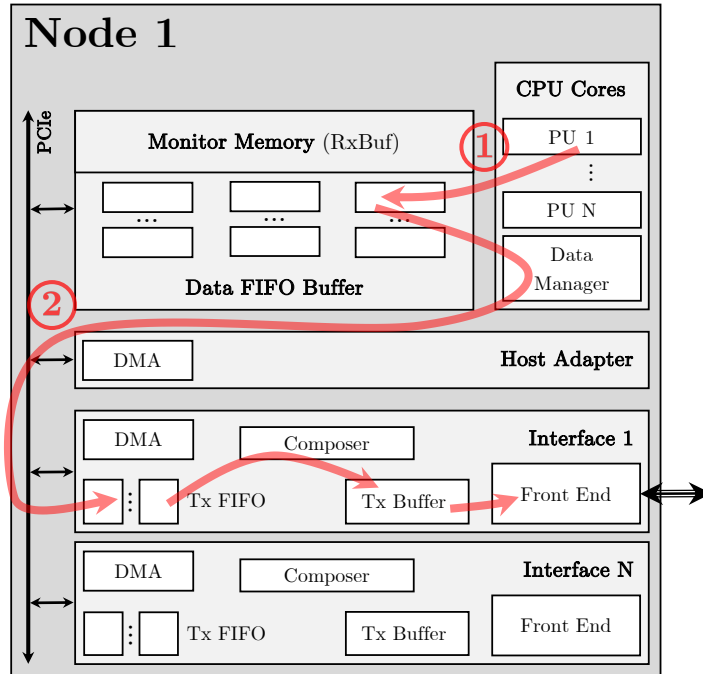 Node 1
CPU Cores
PU 1
⋮
PU N
Data
Manager
PCIe
Monitor Memory (RxBuf)
1
...
...
...
Data FIFO Buffer
2
DMA
Host Adapter
DMA
Composer
Interface 1
⋮
Tx FIFO
Tx Buffer
Front End
DMA
Composer
Interface N
⋮
Tx FIFO
Tx Buffer
Front End